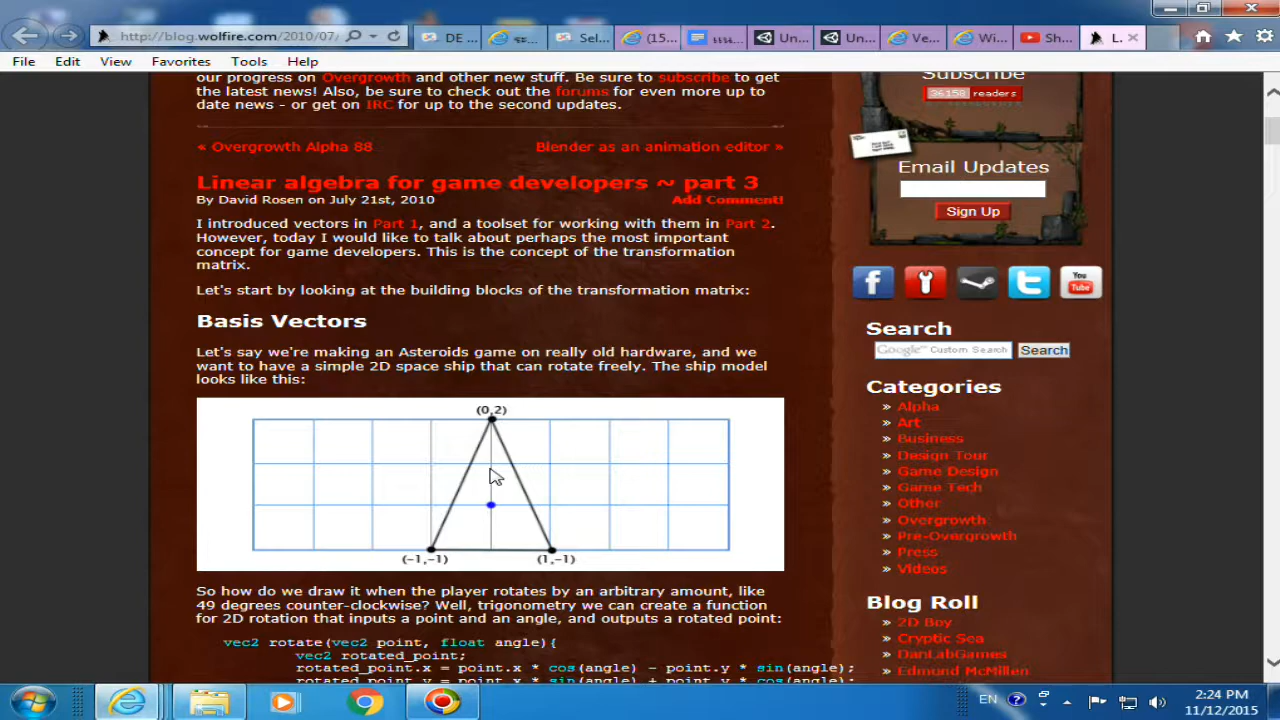 http://blog.wolfire.com/2010/07/
DE
Sel...
(15...
Un...
Un...
Ve...
Wi...
Sh...
L.
File Edit View Favorites Tools Help
our progress on Overgrowth and other new stuff. Be sure to subscribe to get
the latest news! Also, be sure to check out the forums for even more up to
date news - or get on IRC for up to the second updates.
« Overgrowth Alpha 88
Blender as an animation editor »
Linear algebra for game developers ~ part 3
By David Rosen on July 21st, 2010
Add Comment!
I introduced vectors in Part 1, and a toolset for working with them in Part 2.
However, today I would like to talk about perhaps the most important
concept for game developers. This is the concept of the transformation
matrix.
Let's start by looking at the building blocks of the transformation matrix:
Basis Vectors
Let's say we're making an Asteroids game on really old hardware, and we
want to have a simple 2D space ship that can rotate freely. The ship model
looks like this:
(0,2)
(-1,-1)
(1,-1)
So how do we draw it when the player rotates by an arbitrary amount, like
49 degrees counter-clockwise? Well, trigonometry we can create a function
for 2D rotation that inputs a point and an angle, and outputs a rotated point:
vec2 rotate(vec2 point, float angle){
vec2 rotated_point;
rotated_point.x = point.x * cos(angle) - point.y * sin(angle);
rotated_point.y = point.x * sin(angle) + point.y * cos(angle);
Subscribe
36158 readers
Email Updates
Sign Up
You
Tube
Search
Google™ Custom Search
Search
Categories
» Alpha
» Art
» Business
» Design Tour
» Game Design
» Game Tech
» Other
» Overgrowth
» Pre-Overgrowth
» Press
» Videos
Blog Roll
» 2D Boy
» Cryptic Sea
» DanLabGames
» Edmund McMillen
EN
2:24 PM
11/12/2015